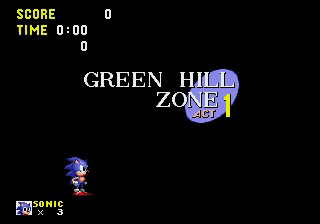 SCORE 0
TIME 0:00
0
GREEN HILL
ZONE
ACT 1
SONIC
× 3